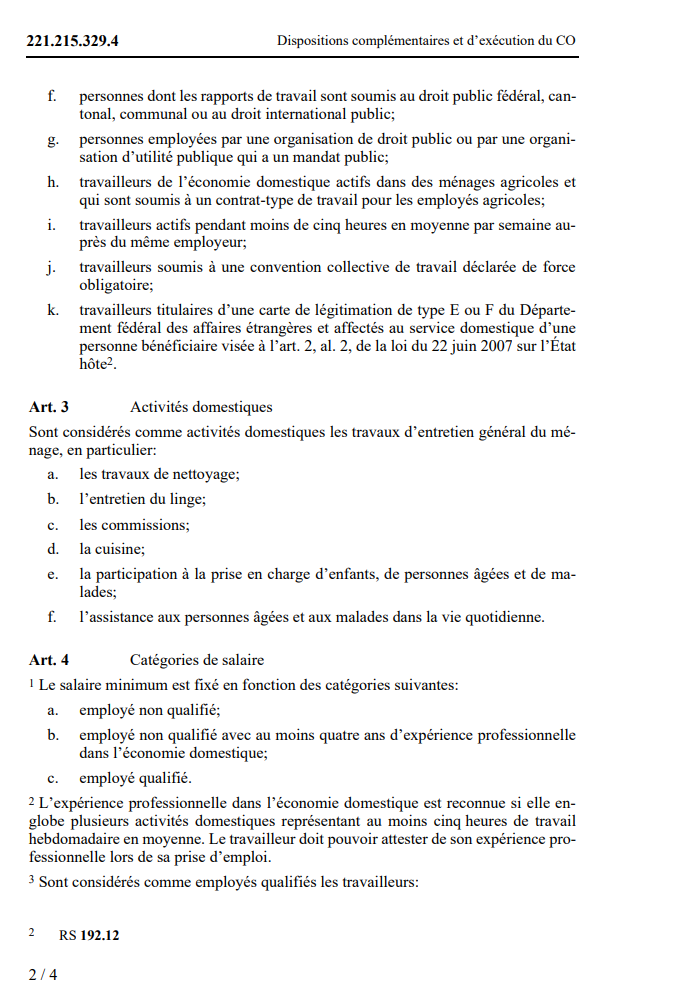 221.215.329.4 Dispositions complémentaires et d’exécution du CO
f. personnes dont les rapports de travail sont soumis au droit public fédéral, can-
tonal, communal ou au droit international public;
g. personnes employées par une organisation de droit public ou par une organi-
sation d’utilité publique qui a un mandat public;
h. travailleurs de l’économie domestique actifs dans des ménages agricoles et
qui sont soumis à un contrat-type de travail pour les employés agricoles;
i. travailleurs actifs pendant moins de cinq heures en moyenne par semaine au-
près du même employeur;
j. travailleurs soumis à une convention collective de travail déclarée de force
obligatoire;
k. travailleurs titulaires d’une carte de légitimation de type E ou F du Départe-
ment fédéral des affaires étrangères et affectés au service domestique d’une
personne bénéficiaire visée à l’art. 2, al. 2, de la loi du 22 juin 2007 sur l’État
hôte².
Art. 3 Activités domestiques
Sont considérés comme activités domestiques les travaux d’entretien général du mé-
nage, en particulier:
a. les travaux de nettoyage;
b. l’entretien du linge;
c. les commissions;
d. la cuisine;
e. la participation à la prise en charge d’enfants, de personnes âgées et de ma-
lades;
f. l’assistance aux personnes âgées et aux malades dans la vie quotidienne.
Art. 4 Catégories de salaire
¹ Le salaire minimum est fixé en fonction des catégories suivantes:
a. employé non qualifié;
b. employé non qualifié avec au moins quatre ans d’expérience professionnelle
dans l’économie domestique;
c. employé qualifié.
² L’expérience professionnelle dans l’économie domestique est reconnue si elle en-
globe plusieurs activités domestiques représentant au moins cinq heures de travail
hebdomadaire en moyenne. Le travailleur doit pouvoir attester de son expérience pro-
fessionnelle lors de sa prise d’emploi.
³ Sont considérés comme employés qualifiés les travailleurs:
2 RS 192.12
2 / 4